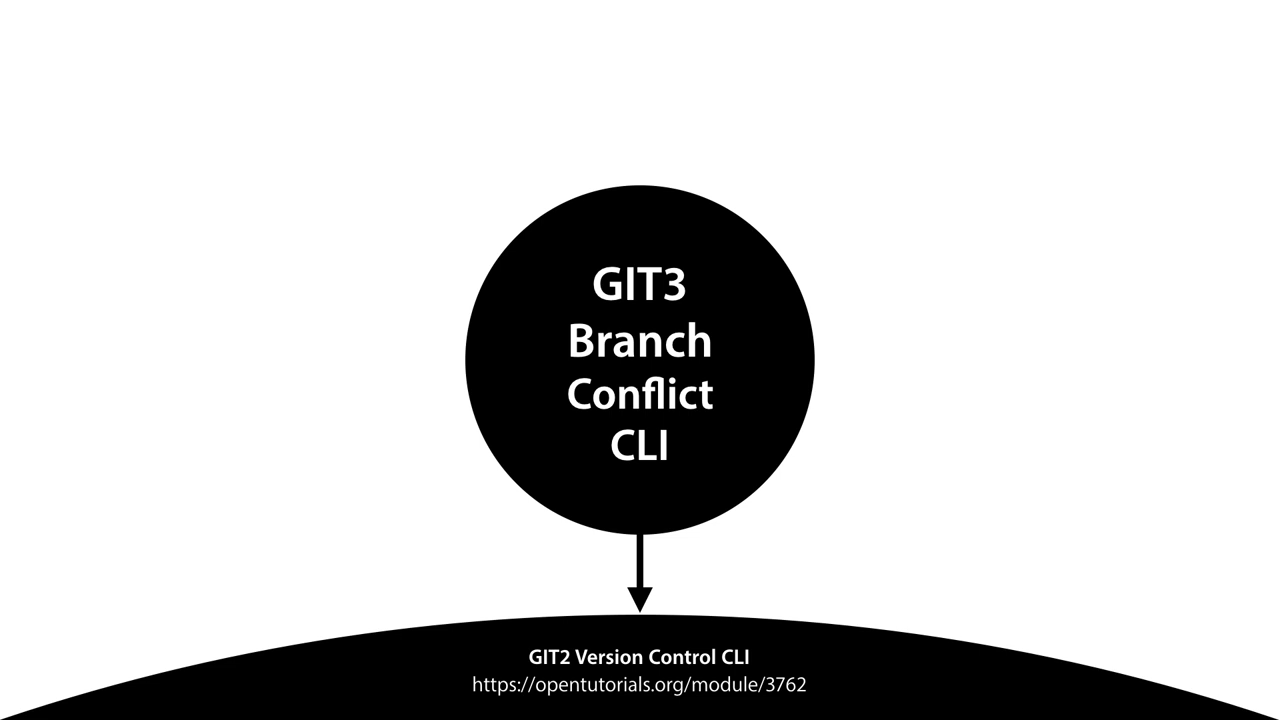 GIT3
Branch
Conflict
CLI
GIT2 Version Control CLI
https://opentutorials.org/module/3762